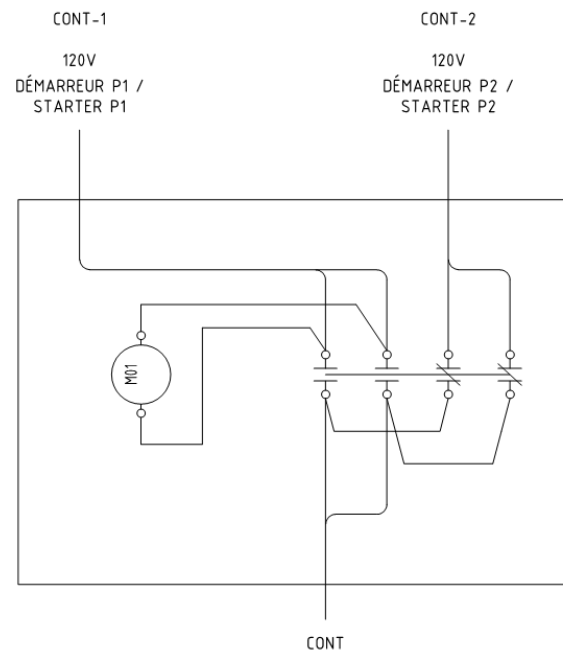 CONT-1
120V
DÉMARREUR P1 /
STARTER P1
CONT-2
120V
DÉMARREUR P2 /
STARTER P2
M01
CONT